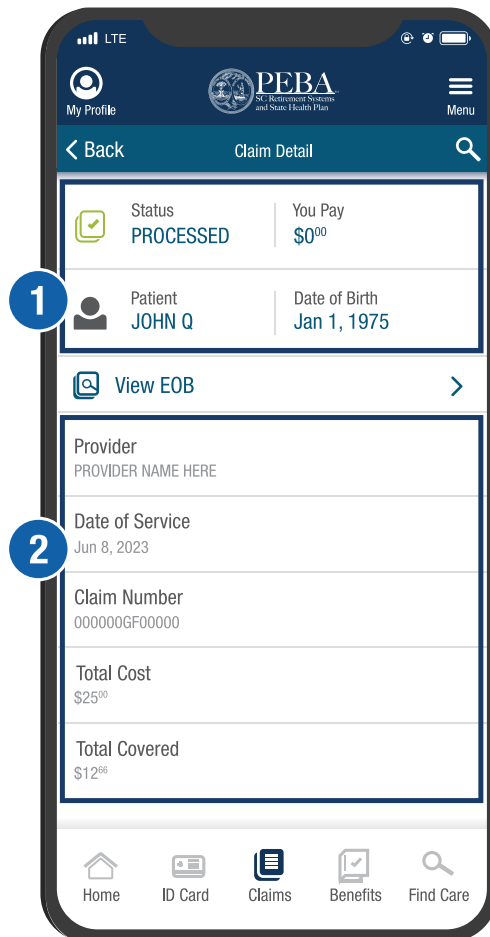 LTE
My Profile
PEBA
SC Retirement Systems
and State Health Plan
Menu
Back
Claim Detail
Status
PROCESSED
You Pay
$0⁰⁰
1
Patient
JOHN Q
Date of Birth
Jan 1, 1975
View EOB
Provider
PROVIDER NAME HERE
2
Date of Service
Jun 8, 2023
Claim Number
000000GF00000
Total Cost
$25⁰⁰
Total Covered
$12⁶⁶
Home
ID Card
Claims
Benefits
Find Care